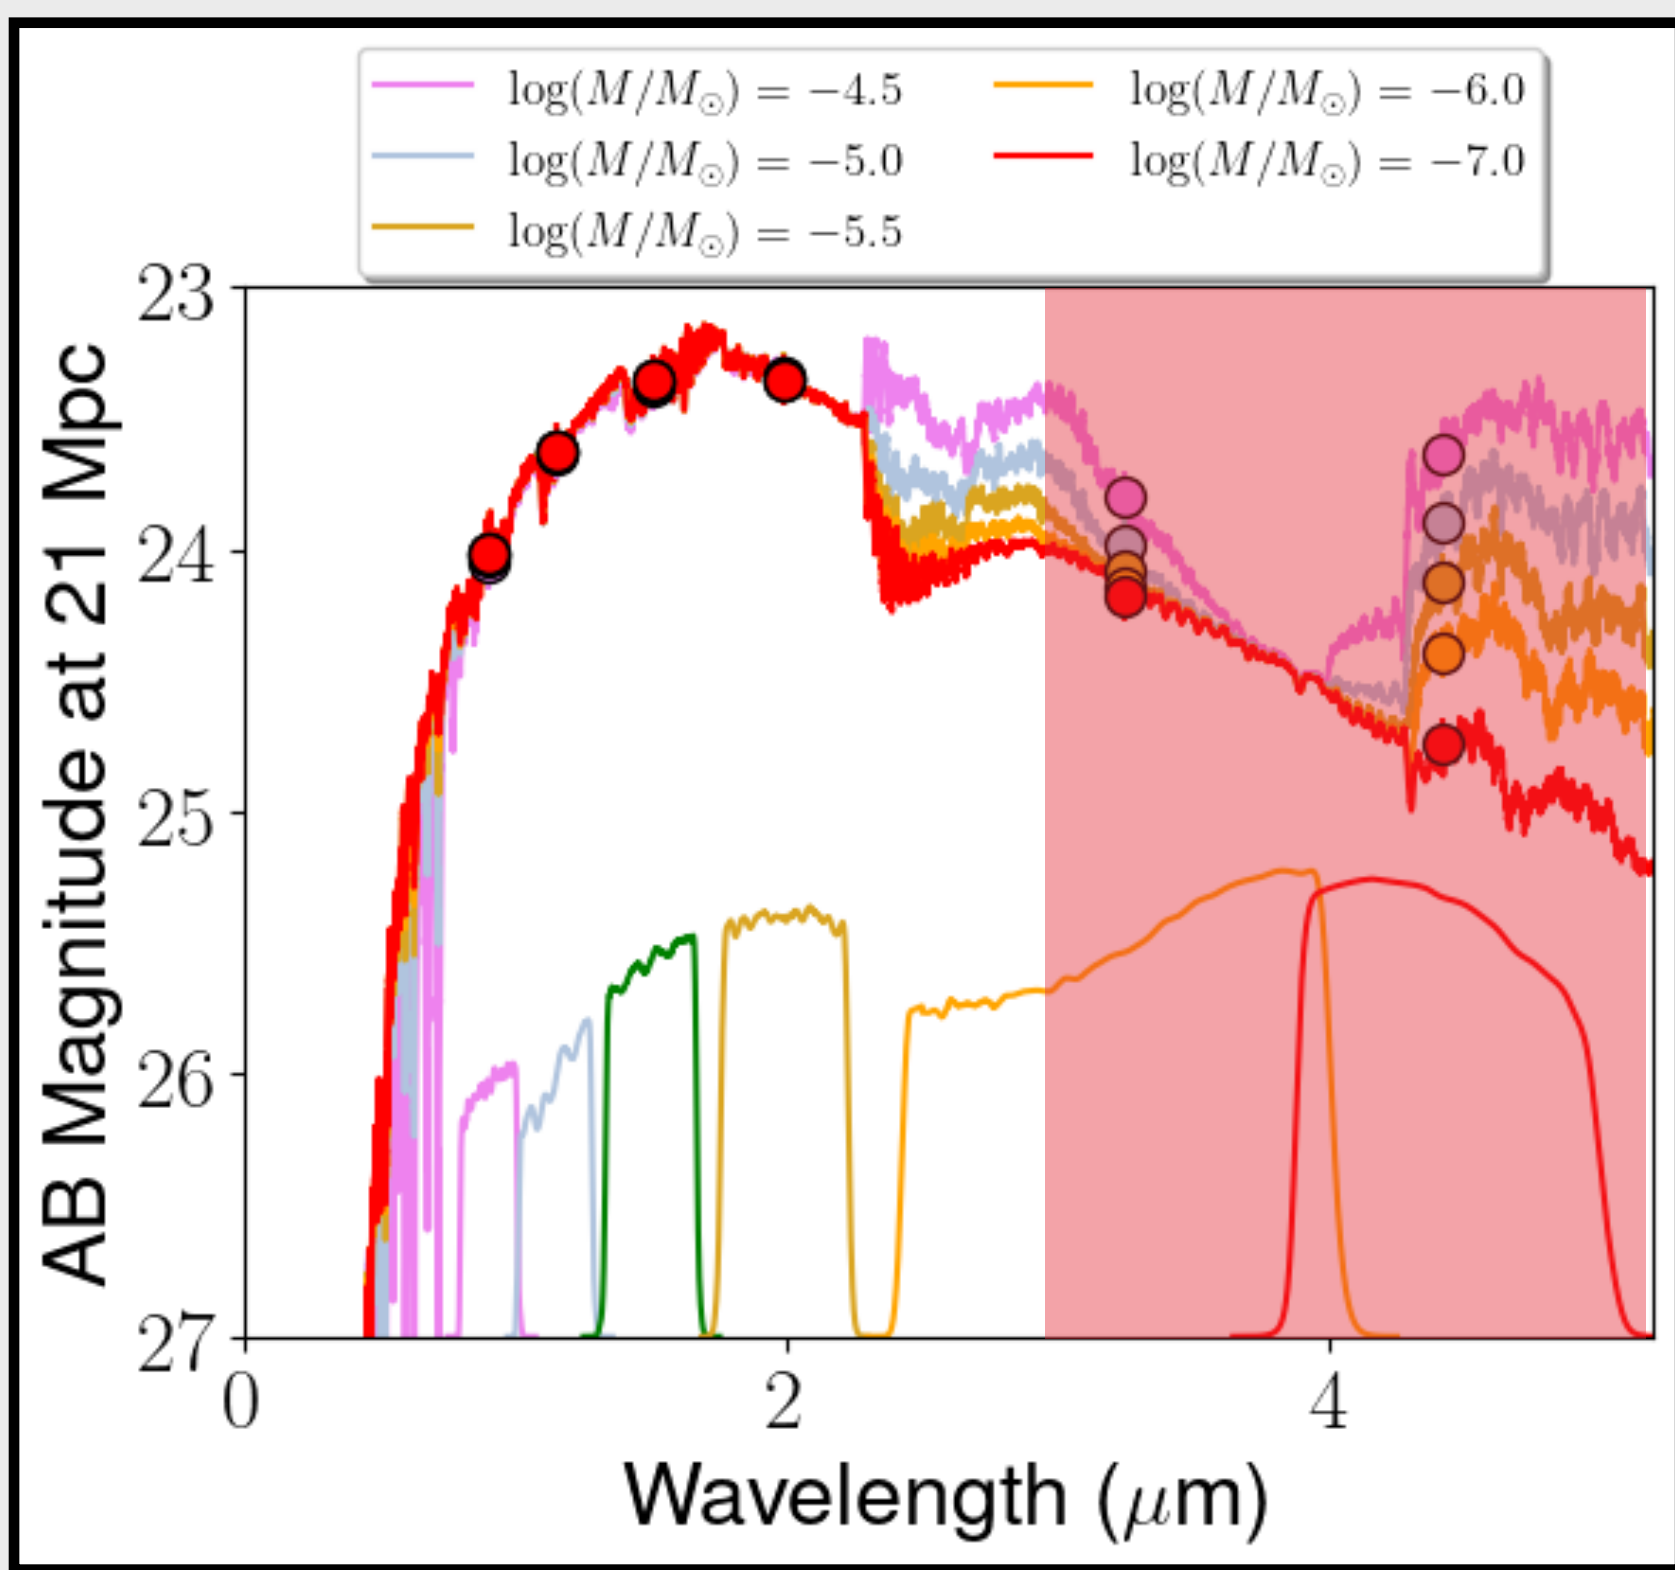 log(M/M☉) = −4.5
log(M/M☉) = −5.0
log(M/M☉) = −5.5
log(M/M☉) = −6.0
log(M/M☉) = −7.0
23
24
25
26
27
AB Magnitude at 21 Mpc
0 2 4
Wavelength (μm)